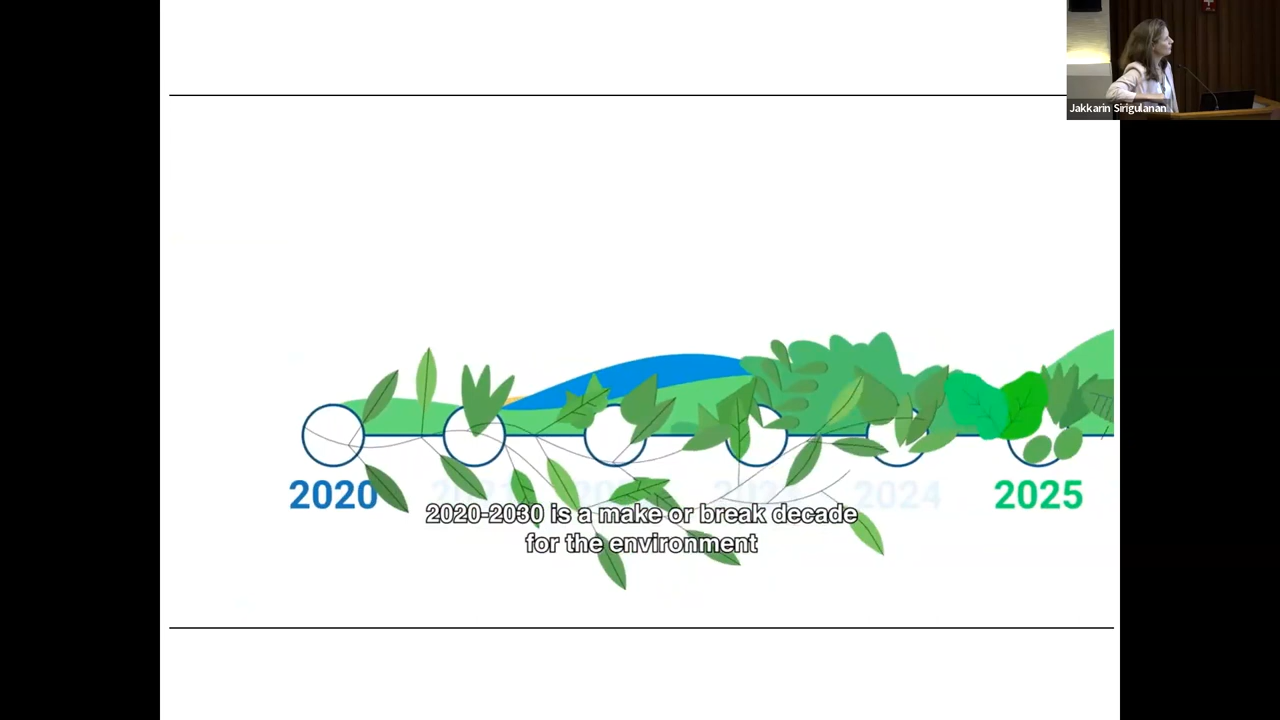 Jakkarin Sirigulanan
2020 2024 2025
2020-2030 is a make or break decade
for the environment